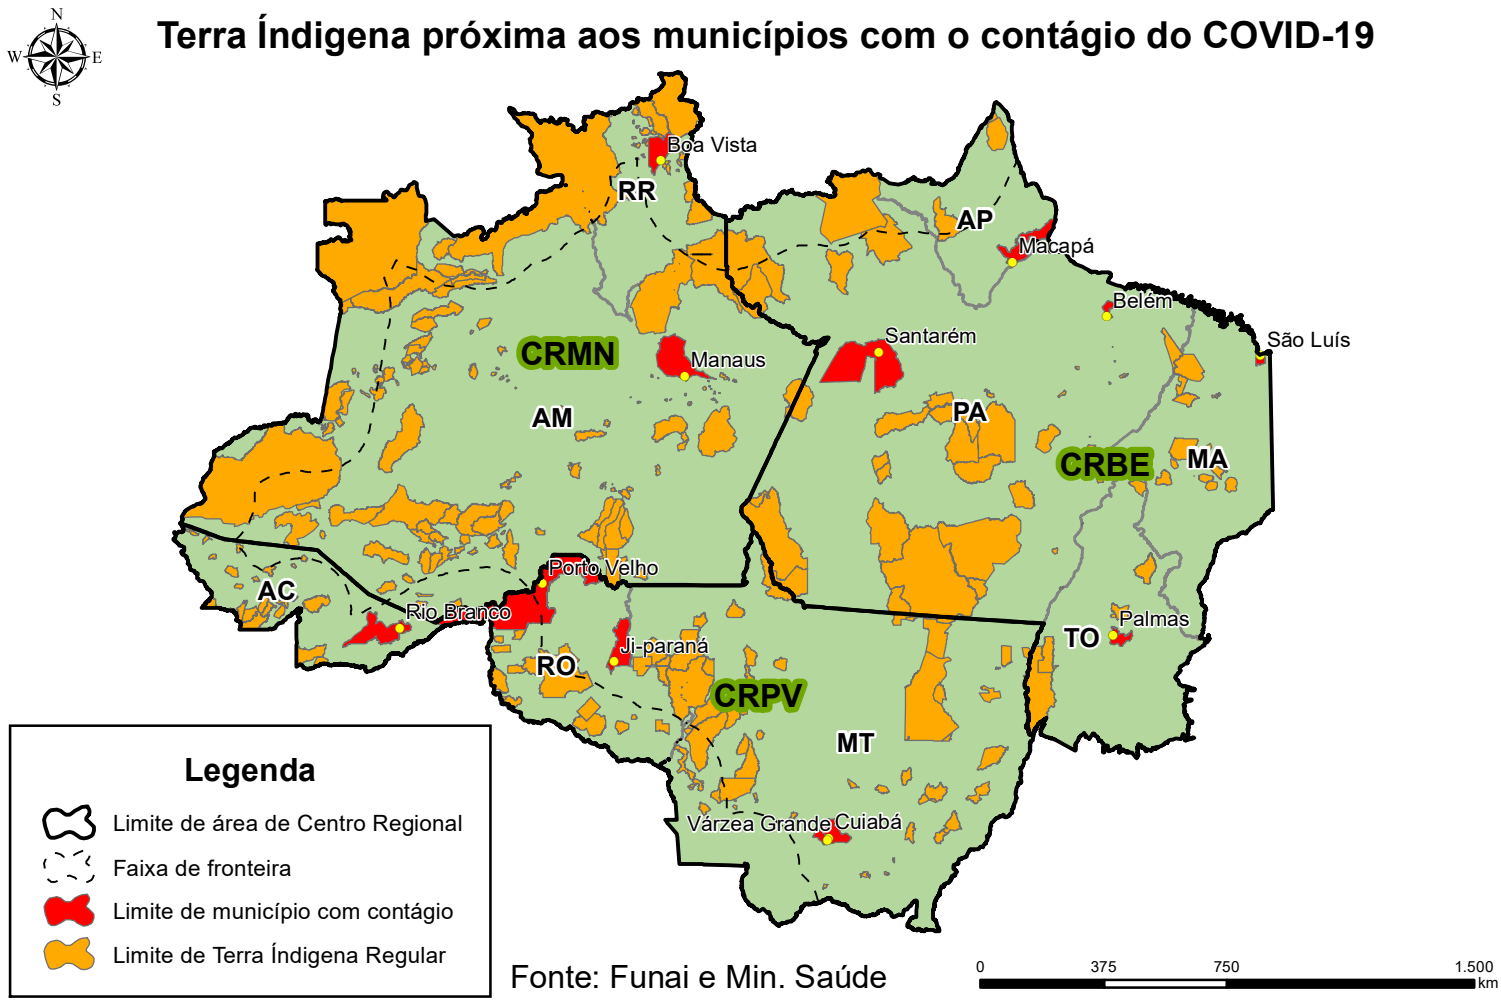 Terra Índigena próxima aos municípios com o contágio do COVID-19
N
W E
S
Boa Vista
RR
AP
Macapá
Belém
São Luís
Santarém
CRMN
Manaus
AM
PA
CRBE
MA
Porto Velho
AC
Rio Branco
Palmas
TO
Ji-paraná
RO
CRPV
MT
Várzea Grande
Cuiabá
Legenda
Limite de área de Centro Regional
Faixa de fronteira
Limite de município com contágio
Limite de Terra Índigena Regular
Fonte: Funai e Min. Saúde
0 375 750 1.500
km